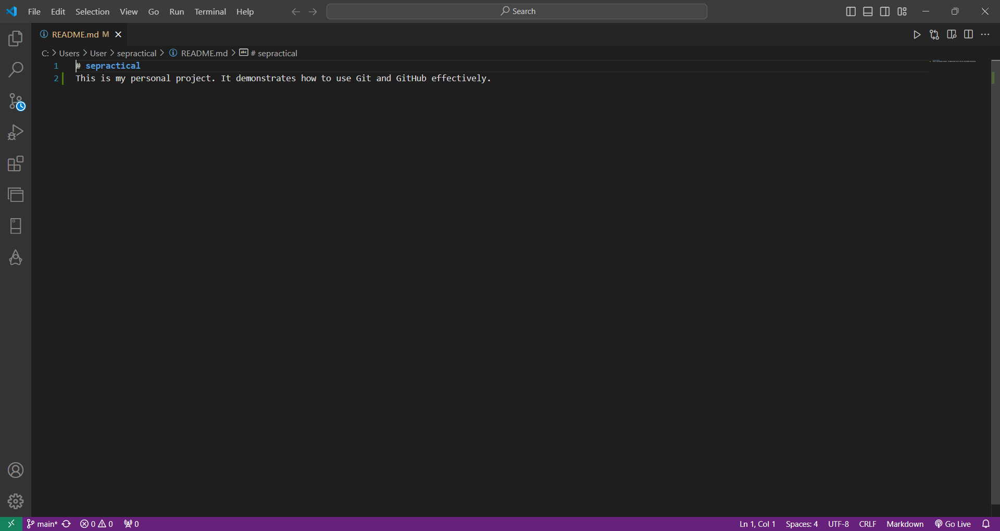 File Edit Selection View Go Run Terminal Help Search
README.md M
C: > Users > User > sepractical > README.md > abc # sepractical
1 # sepractical
2 This is my personal project. It demonstrates how to use Git and GitHub effectively.
main* 0 0 0 Ln 1, Col 1 Spaces: 4 UTF-8 CRLF Markdown Go Live